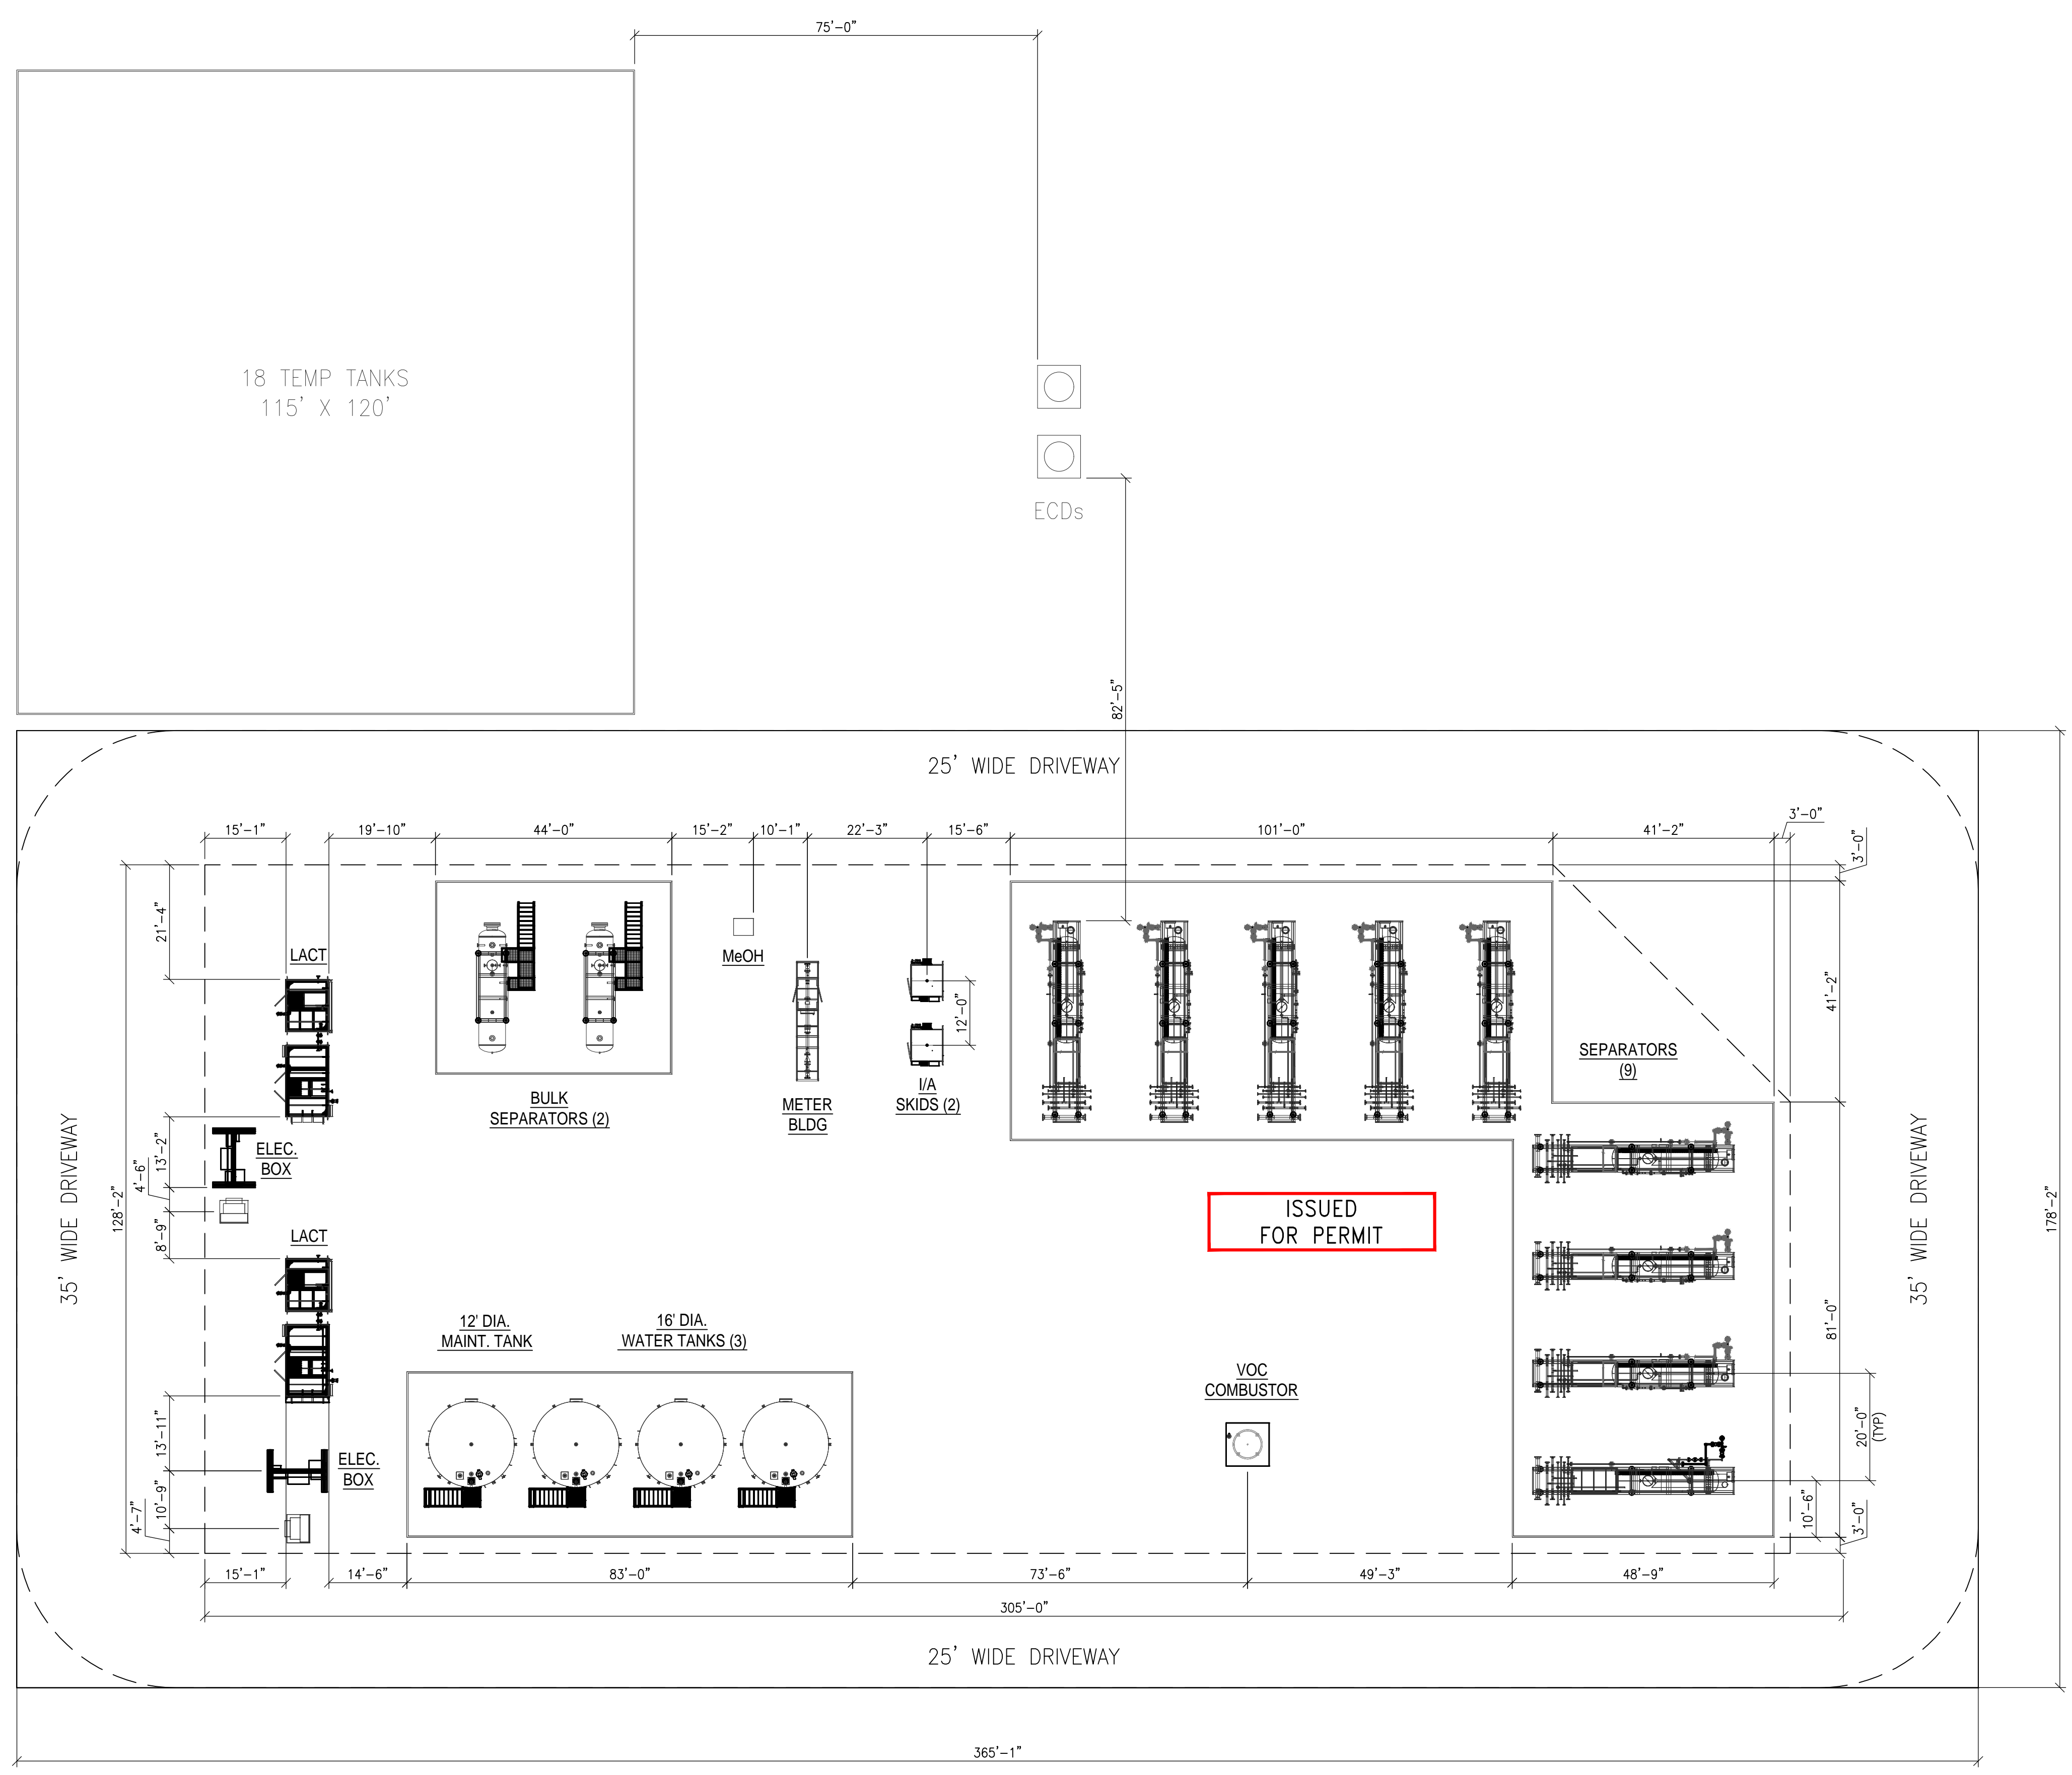 75'-0"
18 TEMP TANKS
115' X 120'
ECDs
82'-5"
25' WIDE DRIVEWAY
15'-1"
19'-10"
44'-0"
15'-2"
10'-1"
22'-3"
15'-6"
101'-0"
41'-2"
3'-0"
3'-0"
21'-4"
LACT
MeOH
12'-0"
41'-2"
I/A
SKIDS (2)
BULK
SEPARATORS (2)
METER
BLDG
SEPARATORS
(9)
35' WIDE DRIVEWAY
128'-2"
13'-2"
4'-6"
8'-9"
ELEC.
BOX
LACT
ISSUED
FOR PERMIT
35' WIDE DRIVEWAY
178'-2"
81'-0"
12' DIA.
MAINT. TANK
16' DIA.
WATER TANKS (3)
VOC
COMBUSTOR
20'-0"
(TYP)
13'-11"
10'-9"
4'-7"
ELEC.
BOX
10'-6"
3'-0"
15'-1"
14'-6"
83'-0"
73'-6"
49'-3"
48'-9"
305'-0"
25' WIDE DRIVEWAY
365'-1"